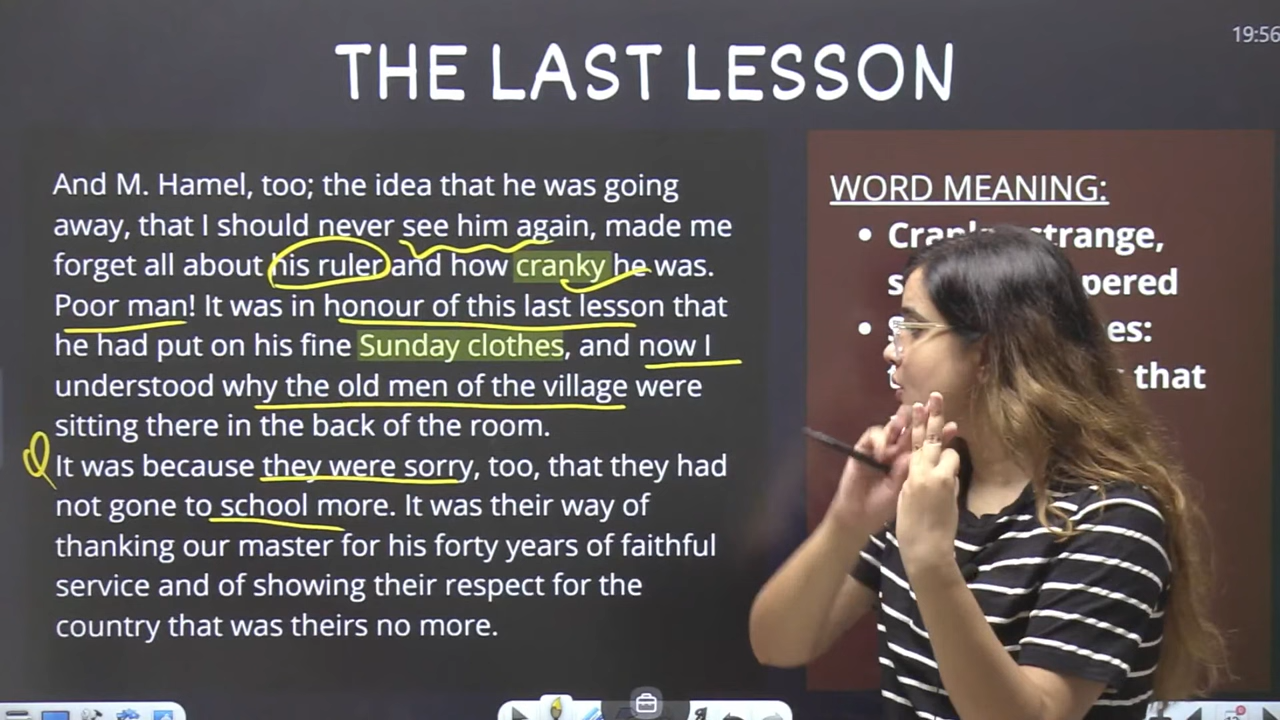 19:56
THE LAST LESSON
And M. Hamel, too; the idea that he was going
away, that I should never see him again, made me
forget all about his ruler and how cranky he was.
Poor man! It was in honour of this last lesson that
he had put on his fine Sunday clothes, and now I
understood why the old men of the village were
sitting there in the back of the room.
It was because they were sorry, too, that they had
not gone to school more. It was their way of
thanking our master for his forty years of faithful
service and of showing their respect for the
country that was theirs no more.
WORD MEANING:
• strange,
•
that